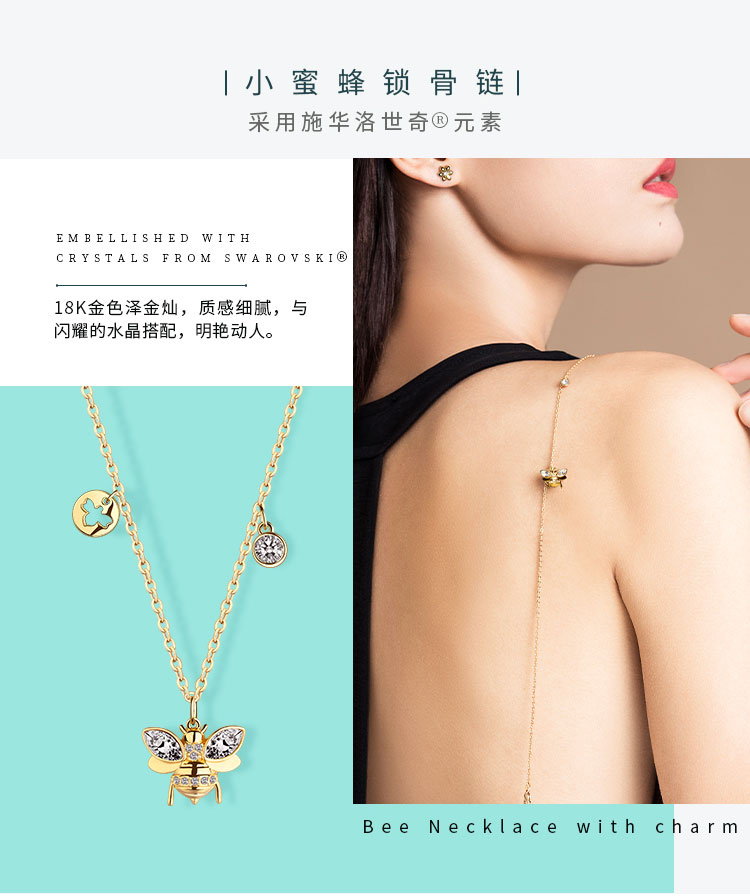 小蜜蜂锁骨链
采用施华洛世奇®元素
EMBELLISHED WITH
CRYSTALS FROM SWAROVSKI®
18K金色泽金灿，质感细腻，与
闪耀的水晶搭配，明艳动人。
Bee Necklace with charm